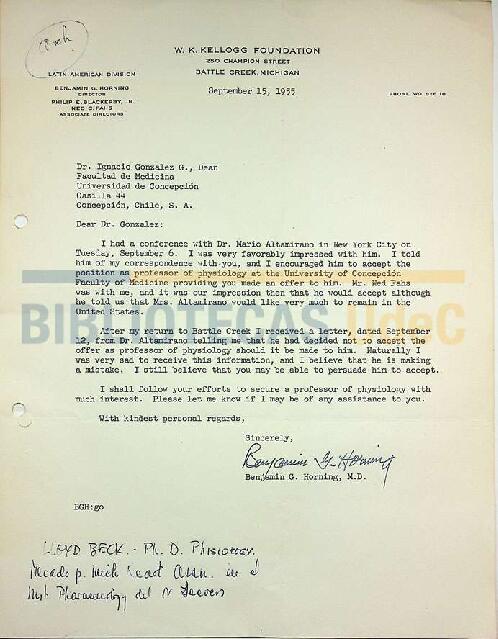 W. K. KELLOGG FOUNDATION
250 CHAMPION STREET
BATTLE CREEK, MICHIGAN
LATIN AMERICAN DIVISION
BENJAMIN G. HORNING
DIRECTOR
PHILIP E. BLACKERBY, JR.
NED G. FAHS
ASSOCIATE DIRECTORS
September 15, 1955
Dr. Ignacio Gonzalez G., Dean
Facultad de Medicina
Universidad de Concepción
Casilla 44
Concepción, Chile, S. A.
Dear Dr. Gonzalez:
I had a conference with Dr. Mario Altamirano in New York City on
Tuesday, September 6. I was very favorably impressed with him. I told
him of my correspondence with you, and I encouraged him to accept the
position as professor of physiology at the University of Concepción
Faculty of Medicine providing you made an offer to him. Mr. Ned Fahs
was with me, and it was our impression then that he would accept although
he told us that Mrs. Altamirano would like very much to remain in the
United States.
After my return to Battle Creek I received a letter, dated September
12, from Dr. Altamirano telling me that he had decided not to accept the
offer as professor of physiology should it be made to him. Naturally I
was very sad to receive this information, and I believe that he is making
a mistake. I still believe that you may be able to persuade him to accept.
I shall follow your efforts to secure a professor of physiology with
much interest. Please let me know if I may be of any assistance to you.
With kindest personal regards,
Sincerely,
Benjamin G. Horning
Benjamin G. Horning, M.D.
BGH:go
LLOYD BECK - Ph. D.
p. Mich Heart Assn. in
Inst Pharmacology del
BIBLIOTECAS UdeC